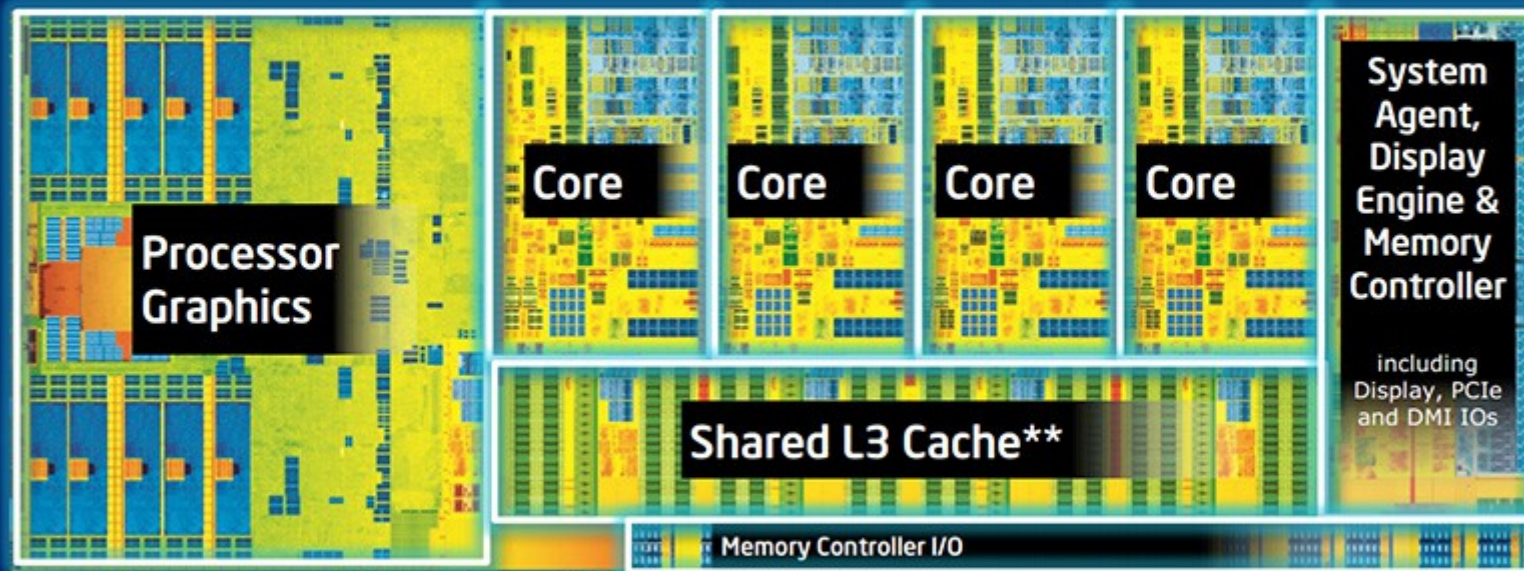 Processor
Graphics
Core
Core
Core
Core
System
Agent,
Display
Engine &
Memory
Controller
including
Display, PCIe
and DMI IOs
Shared L3 Cache**
Memory Controller I/O